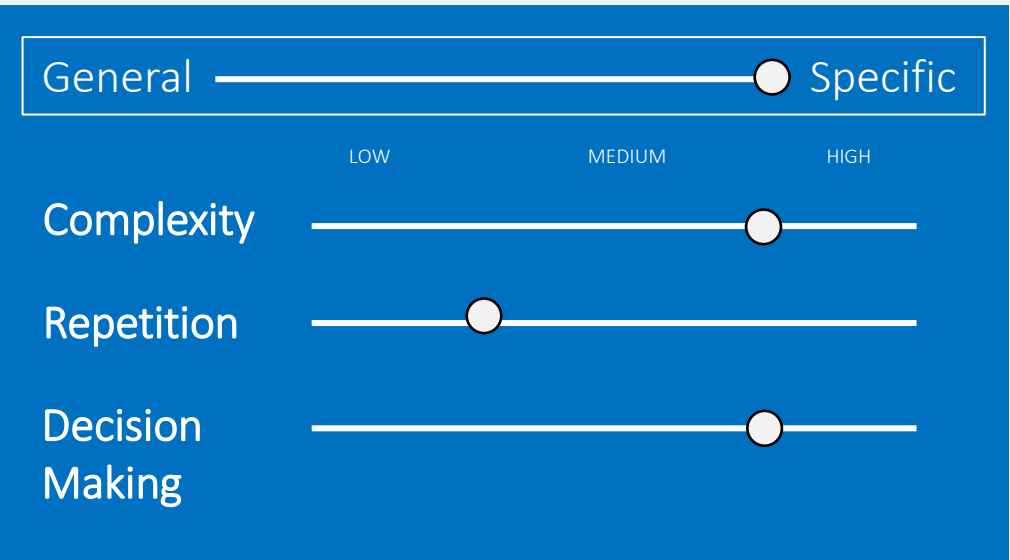 General Specific
LOW MEDIUM HIGH
Complexity
Repetition
Decision
Making